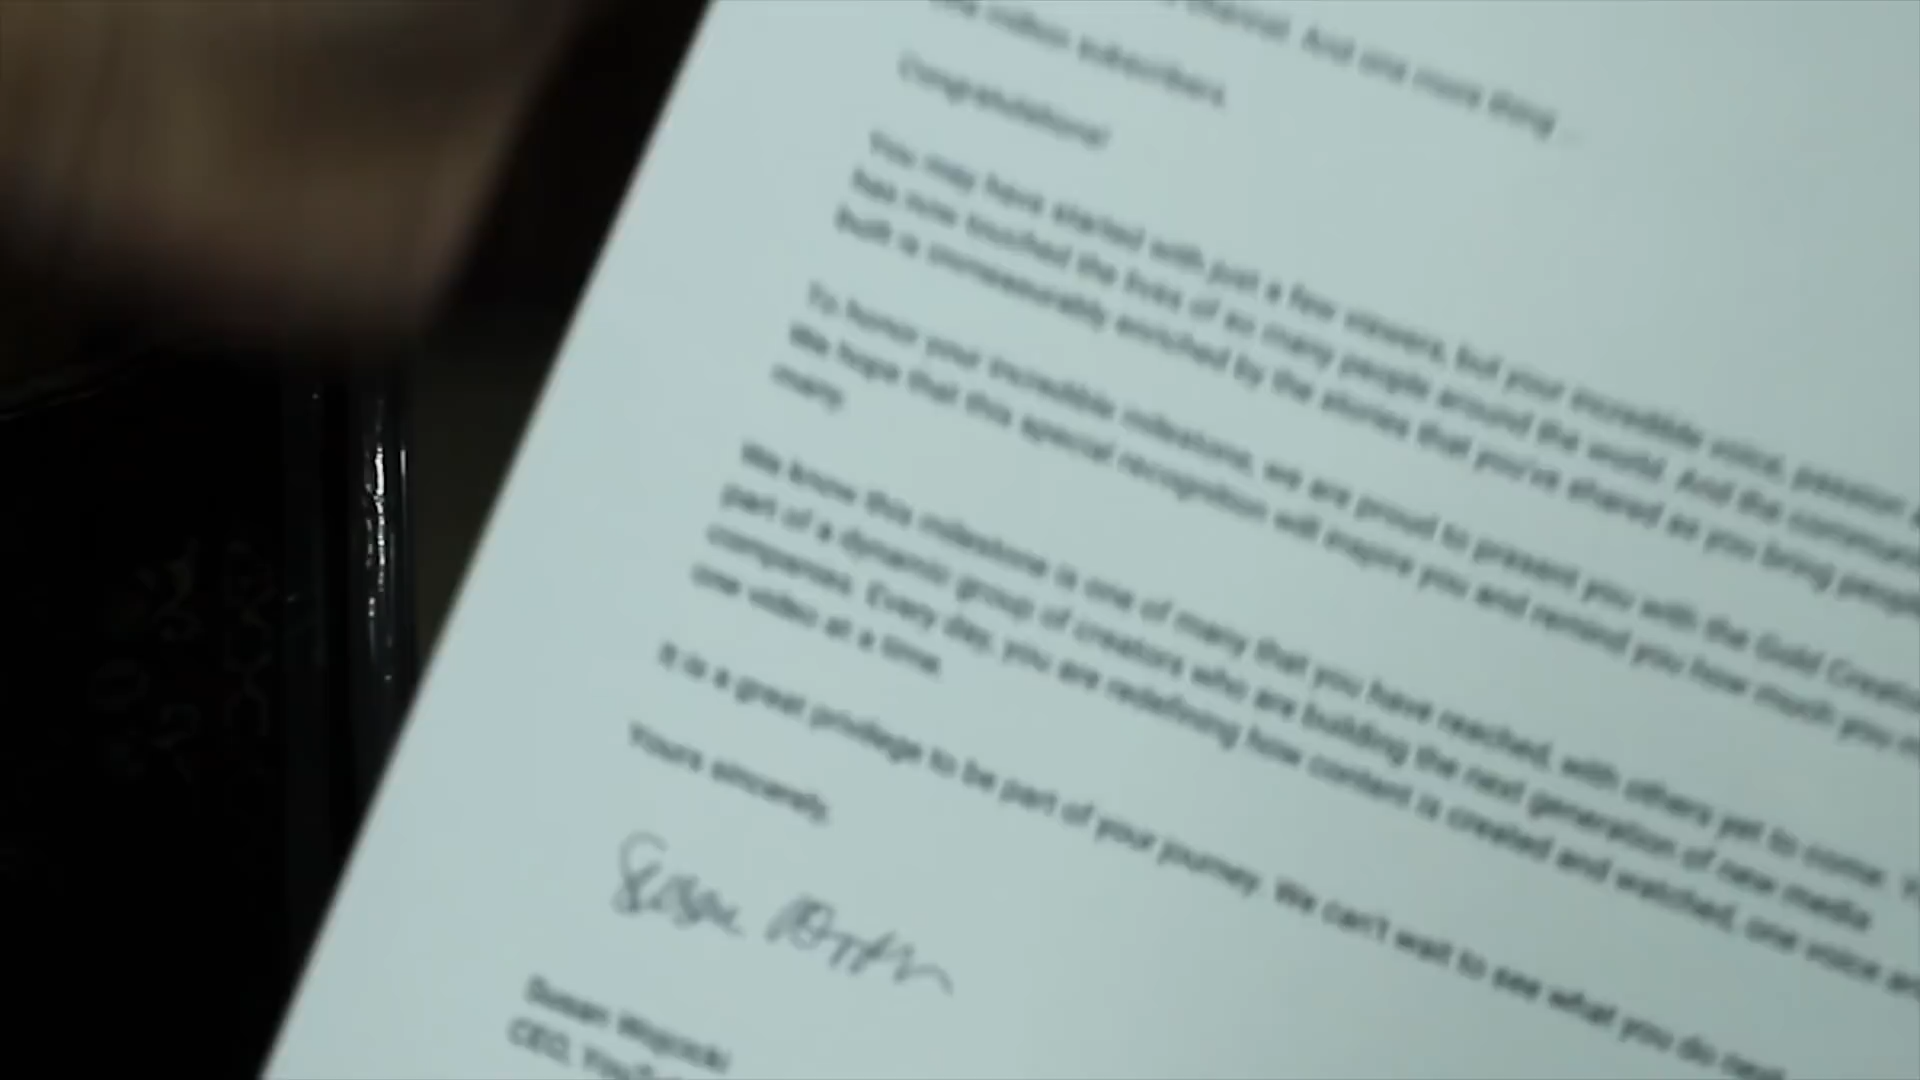 channel. And one more thing ...
video subscribers.
Congratulations!
You may have started with just a few viewers, but your incredible voice, passion
has now touched the lives of so many people around the world. And the communi
built is immeasurably enriched by the stories that you've shared as you bring people
To honor your incredible milestone, we are proud to present you with the Gold Creato
We hope that this special recognition will inspire you and remind you how much you m
many.
We know this milestone is one of many that you have reached, with others yet to come. Y
part of a dynamic group of creators who are building the next generation of new media
companies. Every day, you are redefining how content is created and watched, one voice an
one video at a time.
It is a great privilege to be part of your journey. We can't wait to see what you do next
Yours sincerely,
Susan Wojcicki
CEO, YouTu